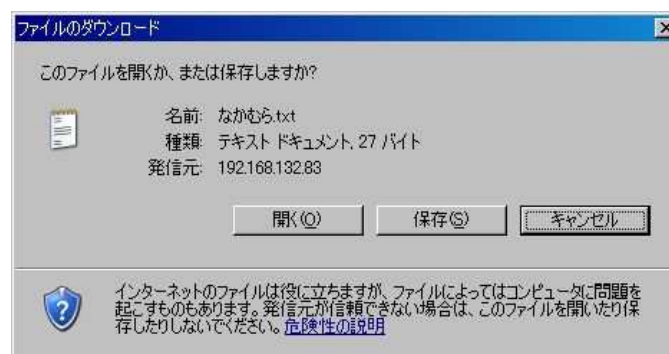 ファイルのダウンロード
このファイルを開くか、または保存しますか?
名前: なかむら.txt
種類: テキスト ドキュメント, 27 バイト
発信元: 192.168.132.83
開く(O) 保存(S) キャンセル
インターネットのファイルは役に立ちますが、ファイルによってはコンピュータに問題を
起こすものもあります。発信元が信頼できない場合は、このファイルを開いたり保
存したりしないでください。危険性の説明